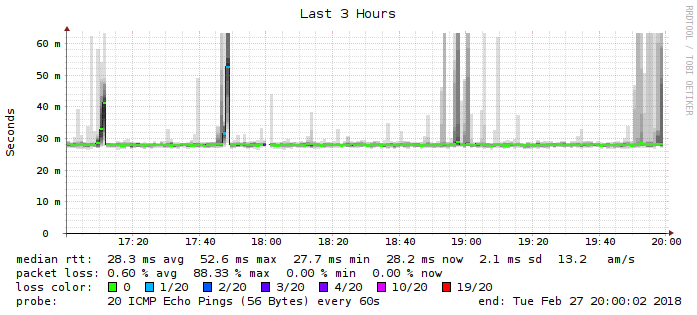 Last 3 Hours
RRDTOOL / TOBI OETIKER
Seconds
60 m
50 m
40 m
30 m
20 m
10 m
0
17:20 17:40 18:00 18:20 18:40 19:00 19:20 19:40 20:00
median rtt: 28.3 ms avg 52.6 ms max 27.7 ms min 28.2 ms now 2.1 ms sd 13.2 am/s
packet loss: 0.60 % avg 88.33 % max 0.00 % min 0.00 % now
loss color: 0 1/20 2/20 3/20 4/20 10/20 19/20
probe: 20 ICMP Echo Pings (56 Bytes) every 60s end: Tue Feb 27 20:00:02 2018